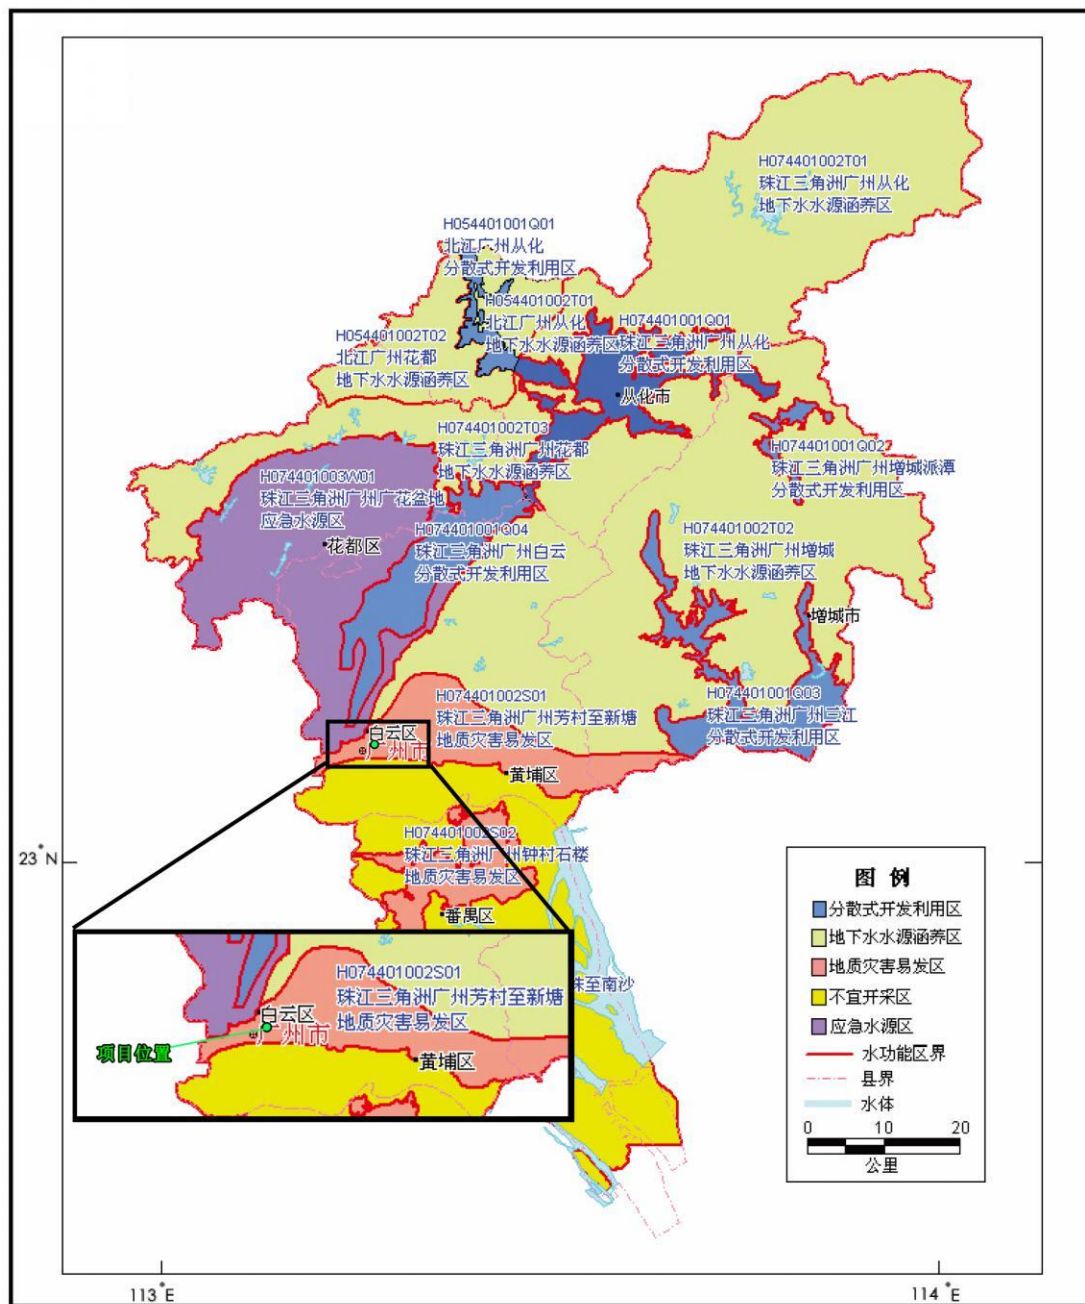 H074401002T01
珠江三角洲广州从化
地下水水源涵养区
H054401001Q01
北江广州从化
分散式开发利用区
H054401002T01
北江广州从化
地下水水源涵养区
H074401001Q01
珠江三角洲广州从化
分散式开发利用区
H054401002T02
北江广州花都
地下水水源涵养区
从化市
H074401002T03
珠江三角洲广州花都
地下水水源涵养区
H074401001Q02
珠江三角洲广州增城派潭
分散式开发利用区
H074401003W01
珠江三角洲广州广花盆地
应急水源区
花都区
H074401001Q04
珠江三角洲广州白云
分散式开发利用区
H074401002T02
珠江三角洲广州增城
地下水水源涵养区
增城市
H074401002S01
珠江三角洲广州芳村至新塘
地质灾害易发区
H074401001Q03
珠江三角洲广州三江
分散式开发利用区
白云区
广州市
黄埔区
H074401002S02
珠江三角洲广州钟村石楼
地质灾害易发区
23°N
番禺区
珠至南沙
H074401002S01
珠江三角洲广州芳村至新塘
地质灾害易发区
白云区
广州市
项目位置
黄埔区
图 例
分散式开发利用区
地下水水源涵养区
地质灾害易发区
不宜开采区
应急水源区
水功能区界
县界
水体
0 10 20
公里
113°E
114°E